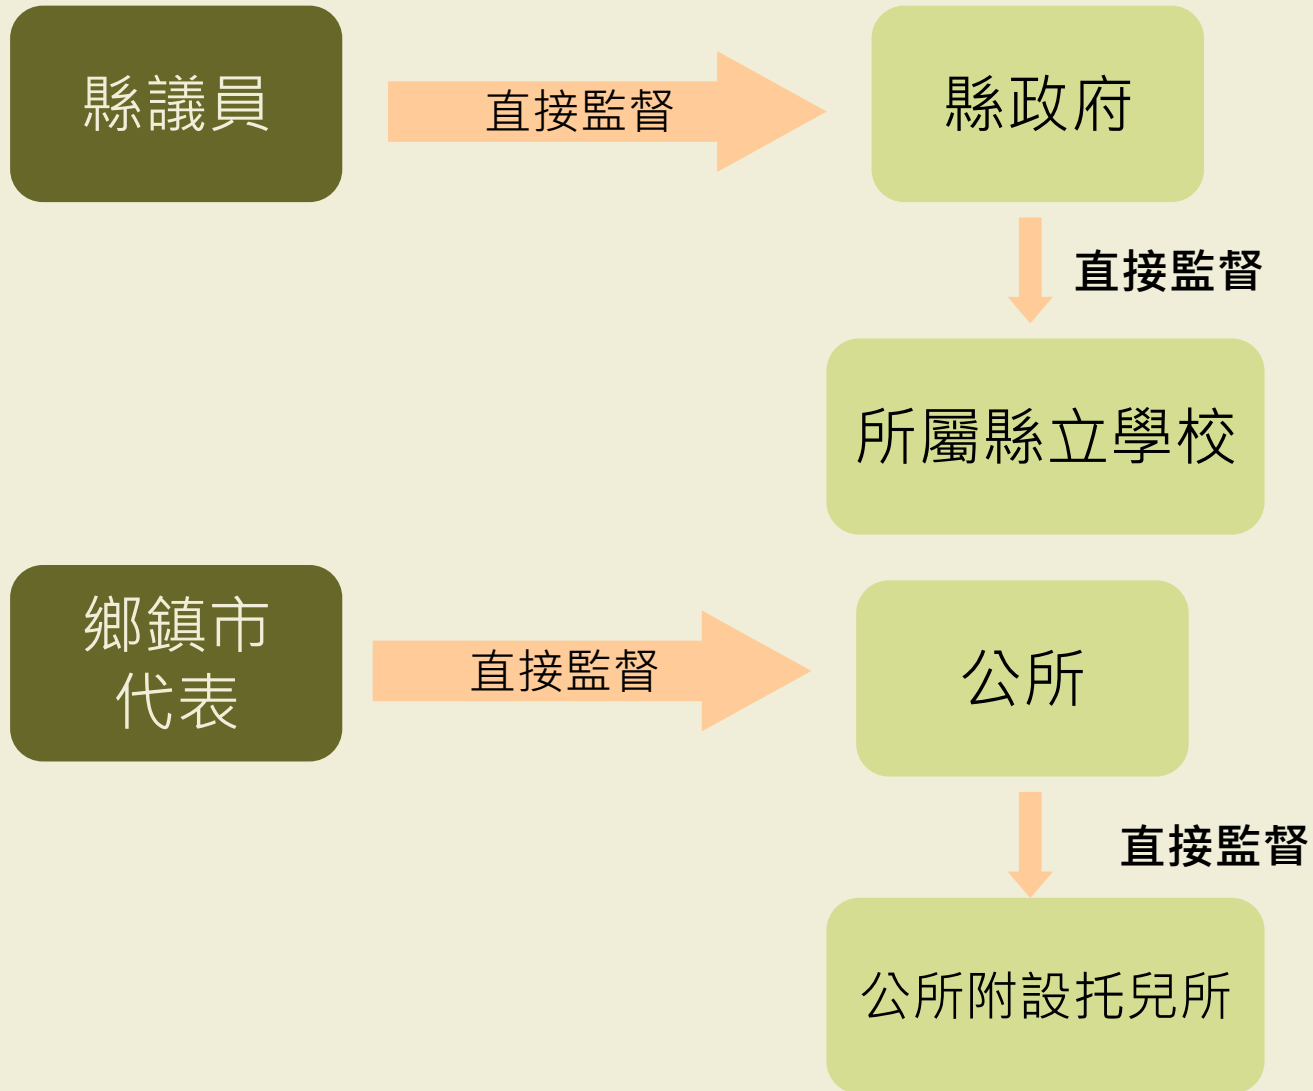 縣議員
直接監督
縣政府
直接監督
所屬縣立學校
鄉鎮市
代表
直接監督
公所
直接監督
公所附設托兒所